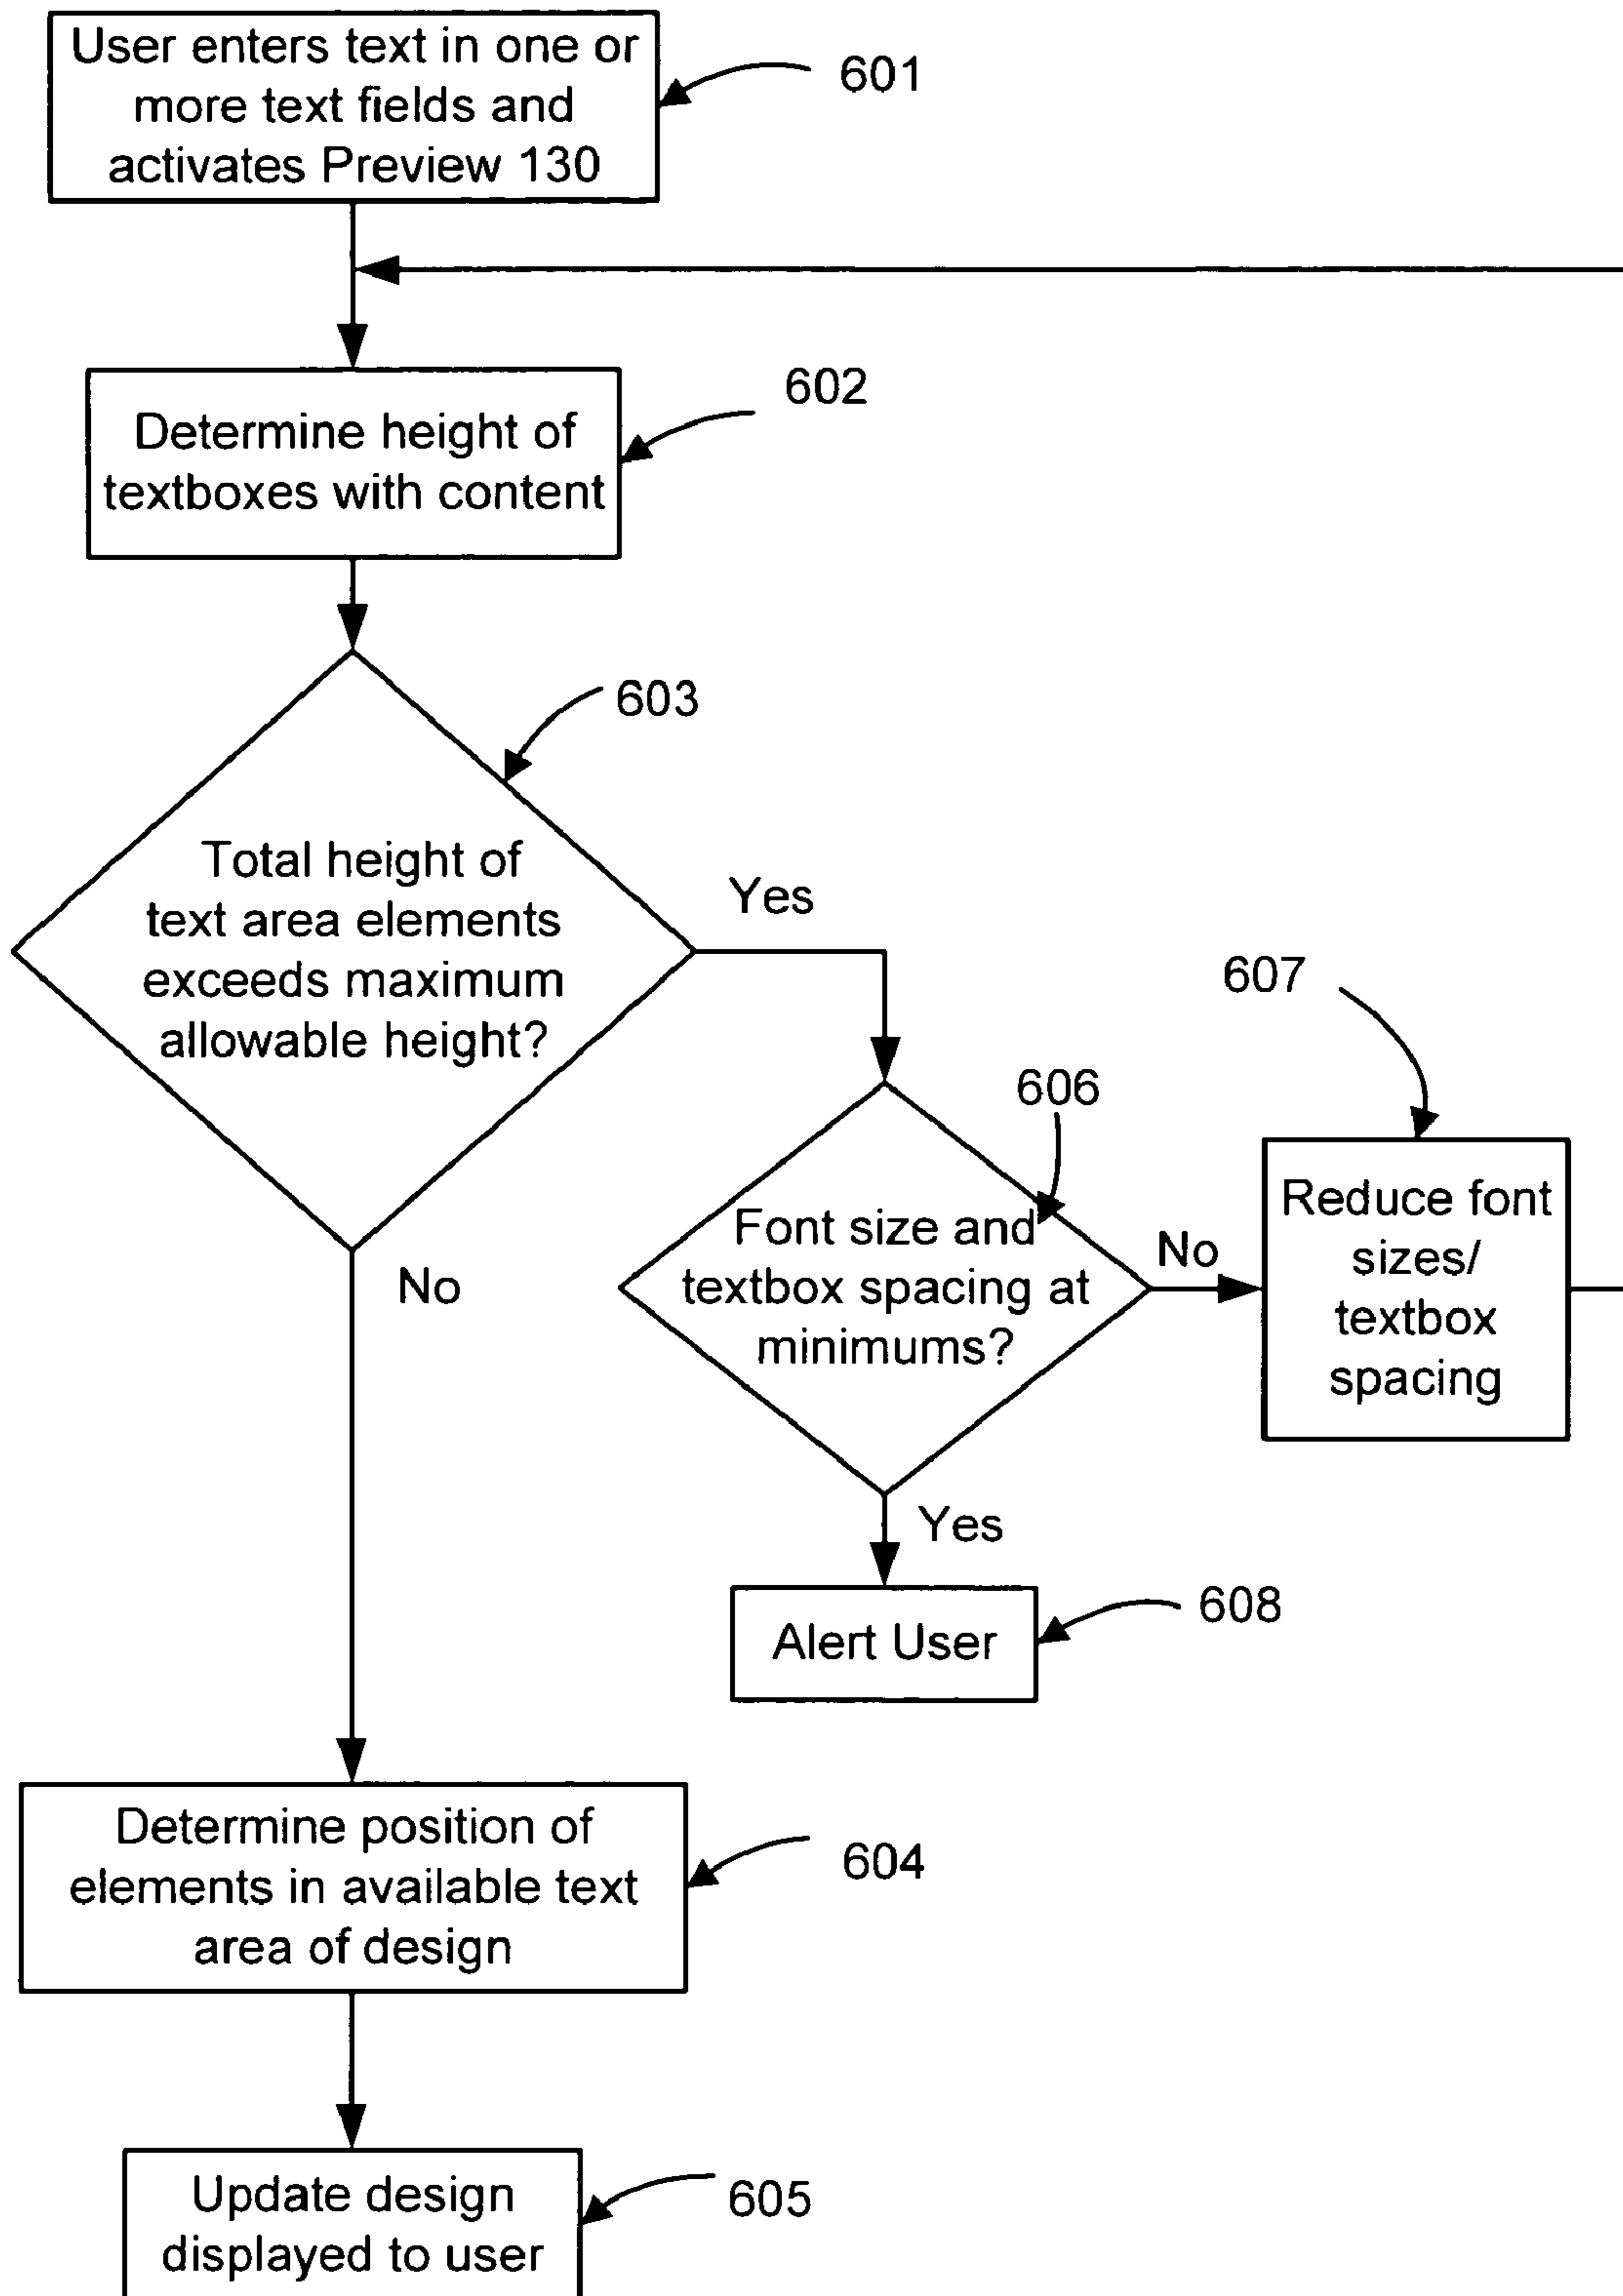 User enters text in one or
more text fields and
activates Preview 130
601
Determine height of
textboxes with content
602
603
Total height of
text area elements
exceeds maximum
allowable height?
Yes
No
606
Font size and
textbox spacing at
minimums?
No
607
Reduce font
sizes/
textbox
spacing
Yes
Alert User
608
Determine position of
elements in available text
area of design
604
Update design
displayed to user
605